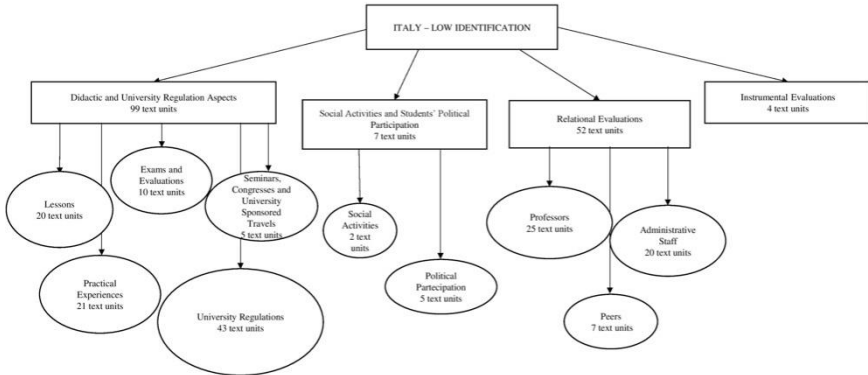 ITALY – LOW IDENTIFICATION
Didactic and University Regulation Aspects
99 text units
Social Activities and Students' Political
Participation
7 text units
Relational Evaluations
52 text units
Instrumental Evaluations
4 text units
Lessons
20 text units
Exams and
Evaluations
10 text units
Seminars,
Congresses and
University
Sponsored
Travels
5 text units
Social
Activities
2 text
units
Professors
25 text units
Administrative
Staff
20 text units
Practical
Experiences
21 text units
University Regulations
43 text units
Political
Partecipation
5 text units
Peers
7 text units